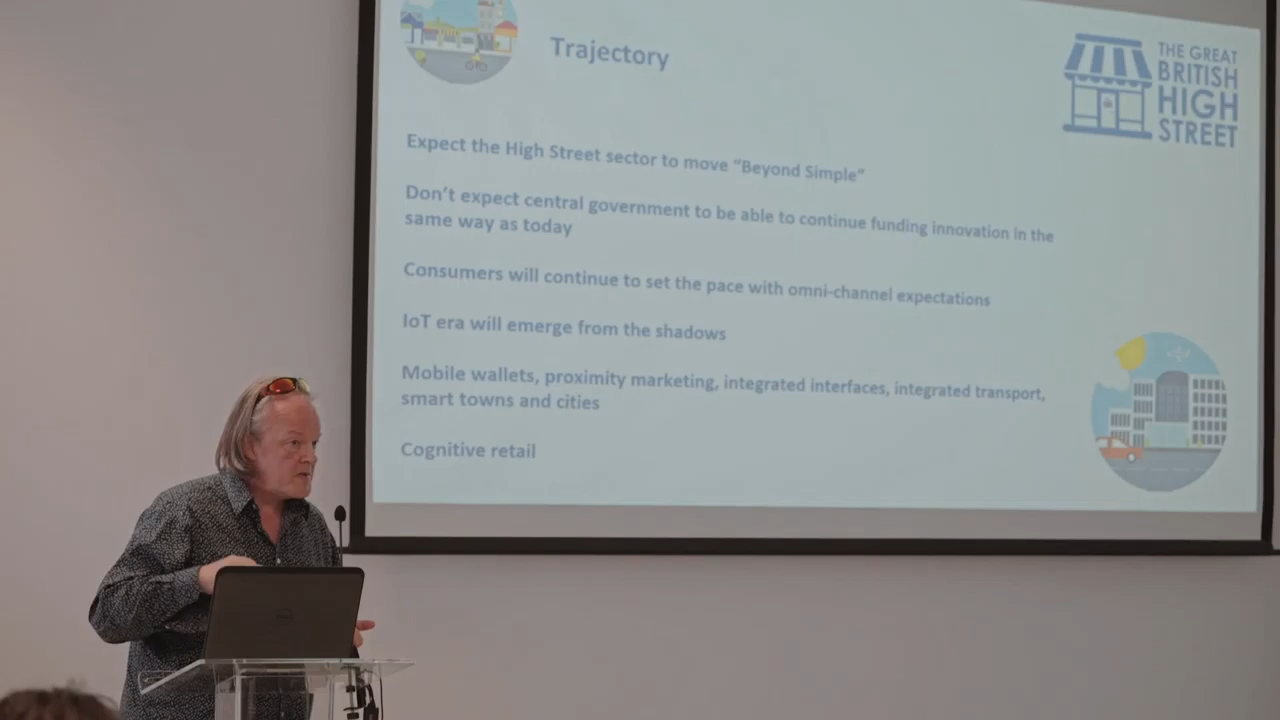 Trajectory
THE GREAT
BRITISH
HIGH
STREET
Expect the High Street sector to move “Beyond Simple”
Don’t expect central government to be able to continue funding innovation in the
same way as today
Consumers will continue to set the pace with omni-channel expectations
IoT era will emerge from the shadows
Mobile wallets, proximity marketing, integrated interfaces, integrated transport,
smart towns and cities
Cognitive retail